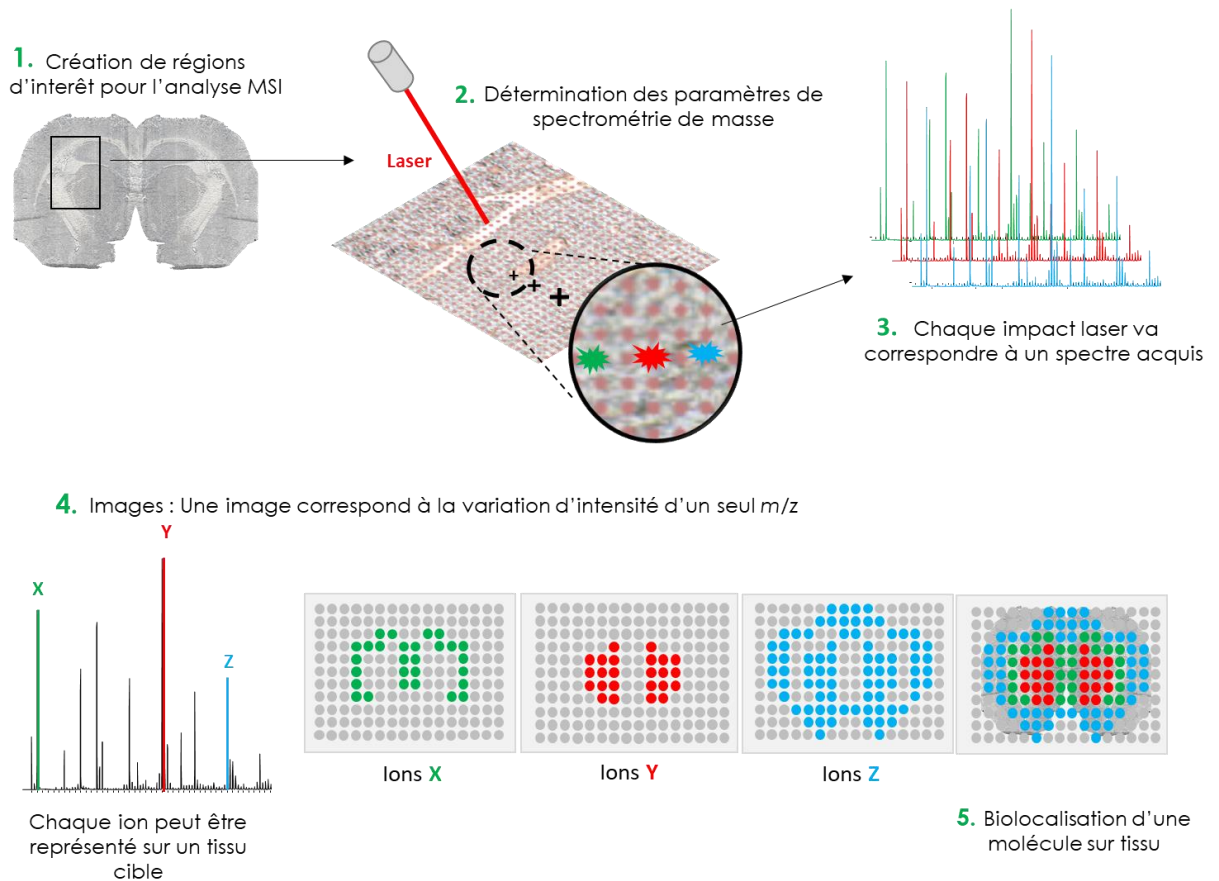 1. Création de régions
d'interêt pour l'analyse MSI
2. Détermination des paramètres de
spectrométrie de masse
Laser
3. Chaque impact laser va
correspondre à un spectre acquis
4. Images : Une image correspond à la variation d'intensité d'un seul m/z
X
Y
Z
Chaque ion peut être
représenté sur un tissu
cible
Ions X
Ions Y
Ions Z
5. Biolocalisation d'une
molécule sur tissu